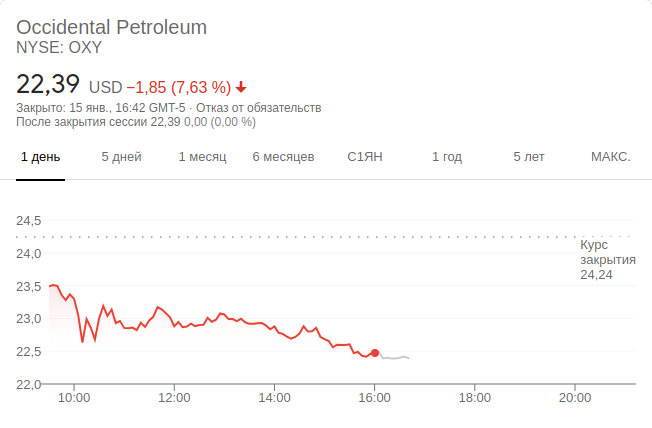 Occidental Petroleum
NYSE: OXY
22,39 USD −1,85 (7,63 %)
Закрыто: 15 янв., 16:42 GMT-5 · Отказ от обязательств
После закрытия сессии 22,39 0,00 (0,00 %)
1 день 5 дней 1 месяц 6 месяцев С1ЯН 1 год 5 лет МАКС.
24,5
Курс
закрытия
24,24
24,0
23,5
23,0
22,5
22,0
10:00 12:00 14:00 16:00 18:00 20:00